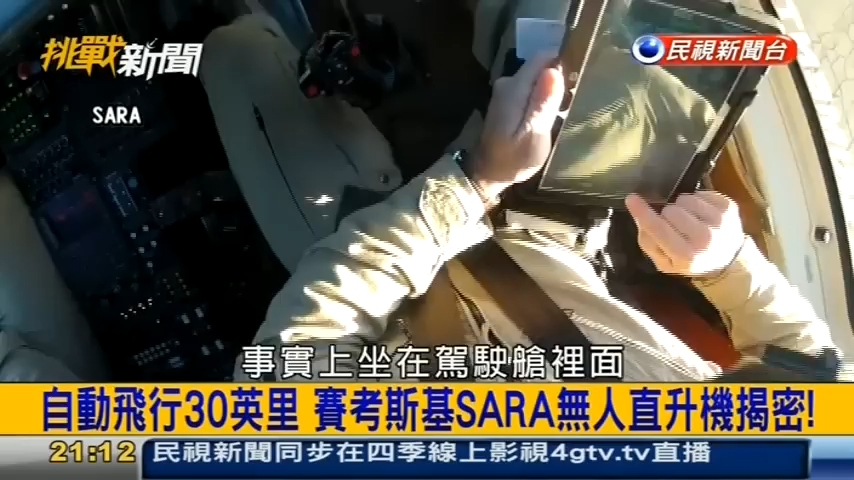 挑戰新聞
民視新聞台
SARA
事實上坐在駕駛艙裡面
自動飛行30英里 賽考斯基SARA無人直升機揭密!
21:12 民視新聞同步在四季線上影視4gtv.tv直播